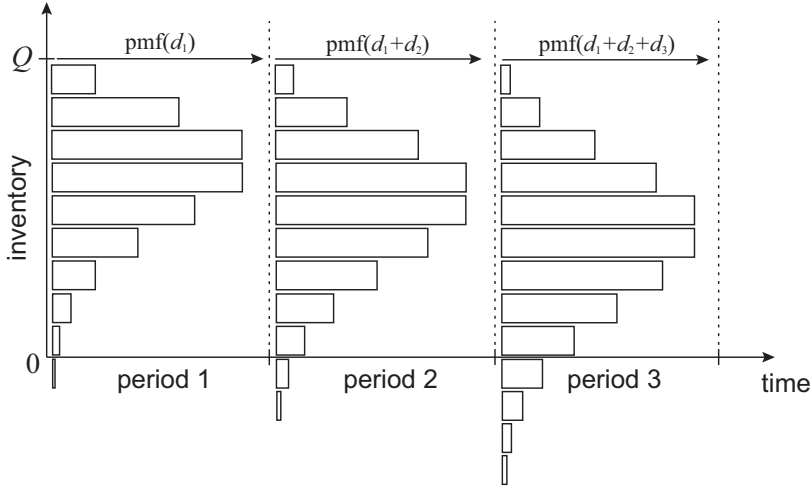 pmf(d₁) pmf(d₁+d₂) pmf(d₁+d₂+d₃)
Q
inventory
0
period 1 period 2 period 3
time